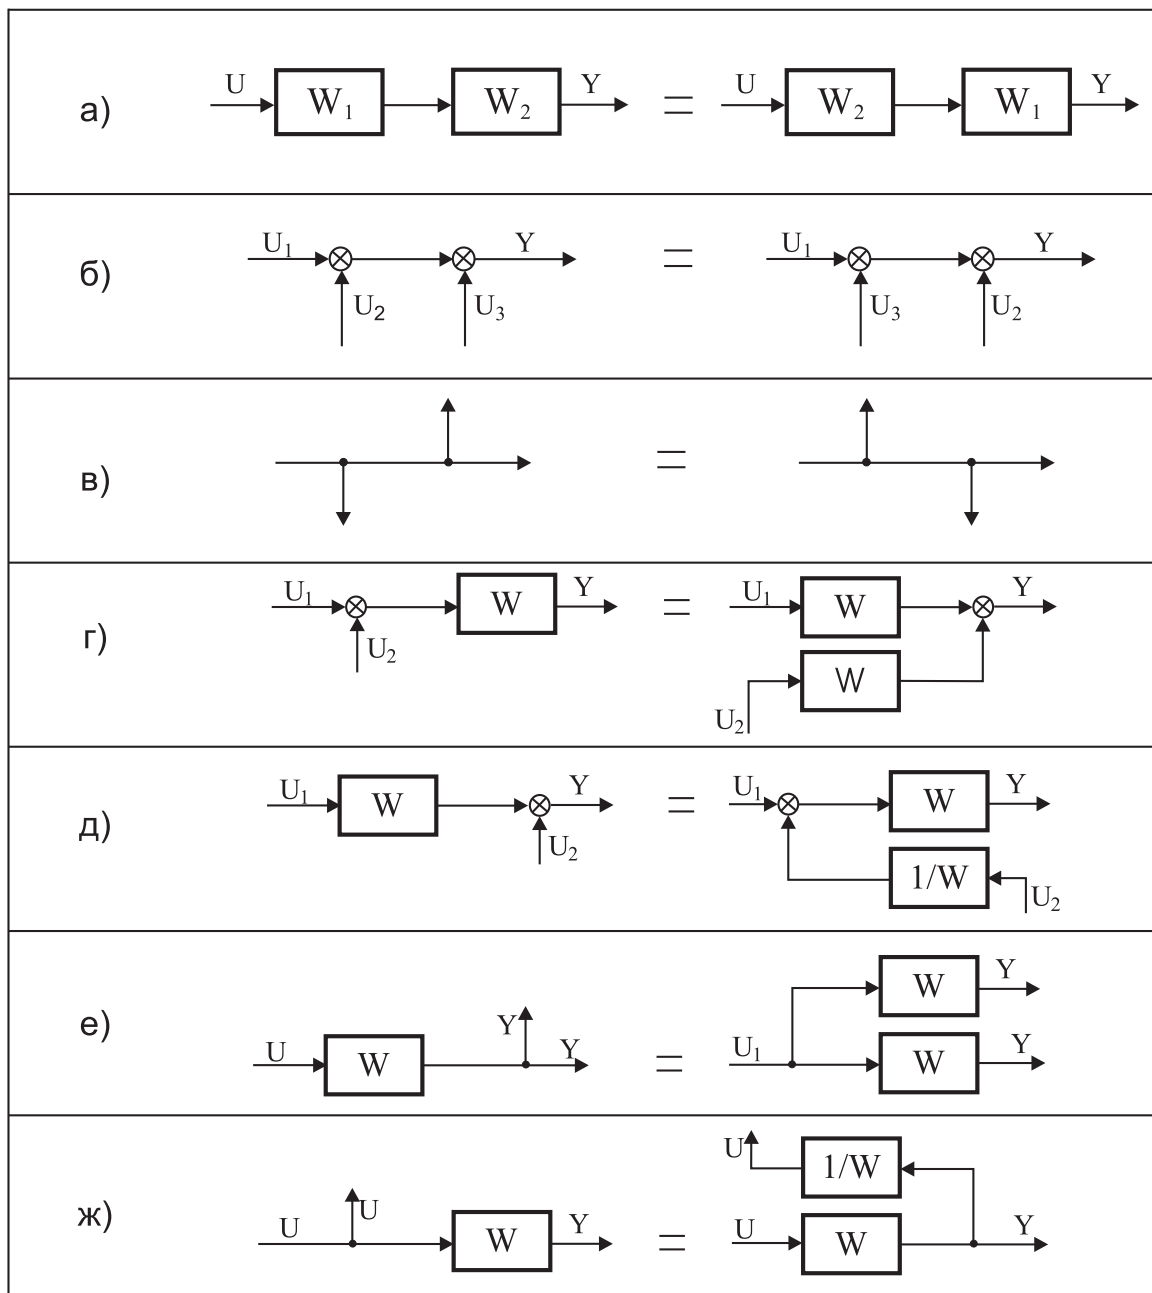 а) U W₁ W₂ Y = U W₂ W₁ Y
б) U₁ U₂ U₃ Y = U₁ U₃ U₂ Y
в) =
г) U₁ U₂ W Y = U₁ W Y
U₂ W
д) U₁ W U₂ Y = U₁ W Y
1/W U₂
е) U W Y Y = U₁ W Y
W Y
ж) U U W Y = U 1/W
U W Y